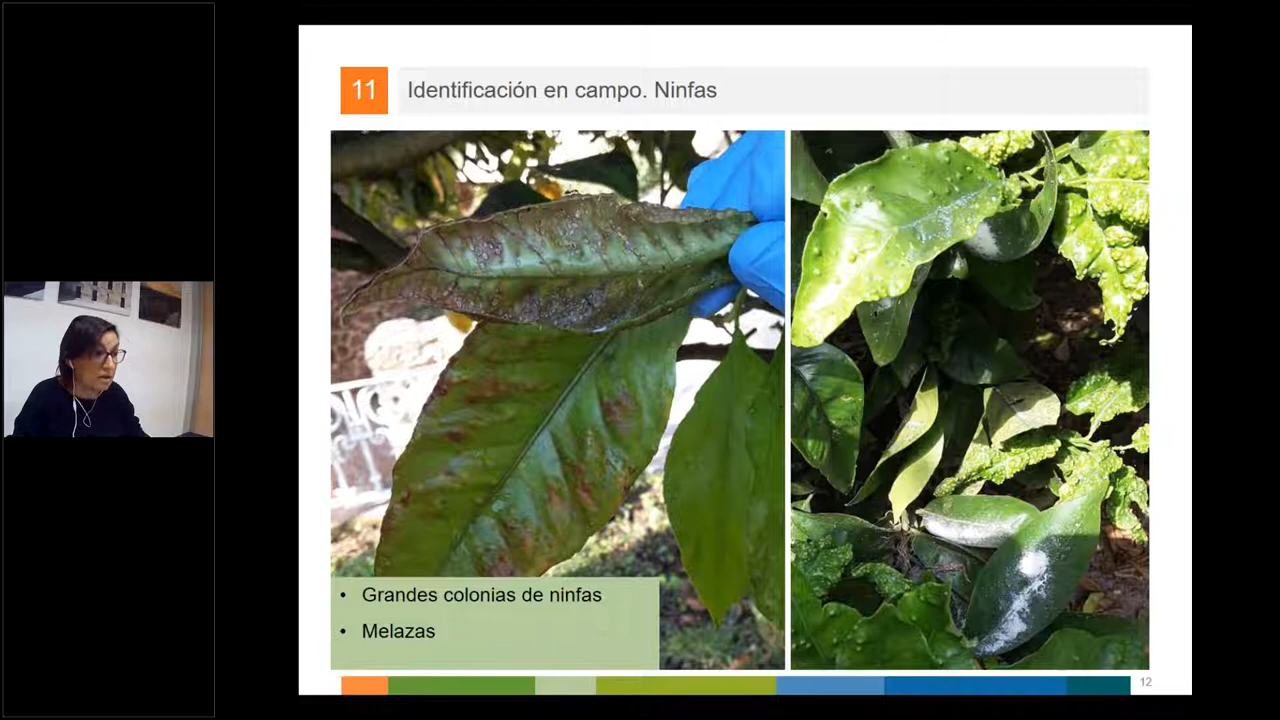 11
Identificación en campo. Ninfas
• Grandes colonias de ninfas
• Melazas
12